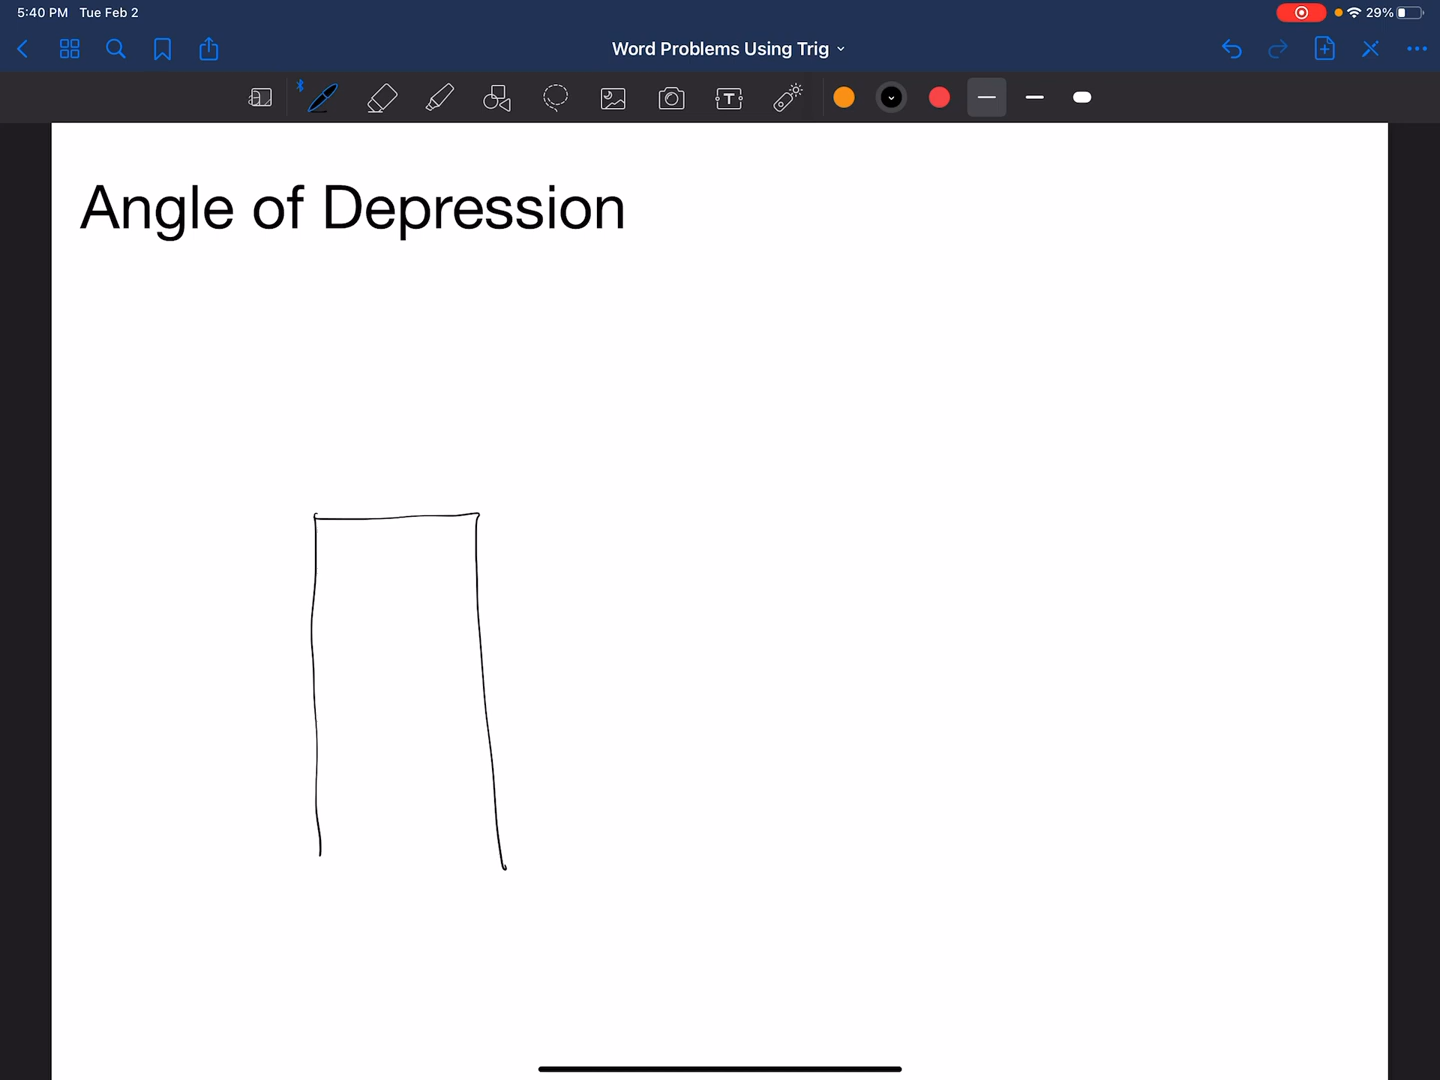 5:40 PM Tue Feb 2
29%
Word Problems Using Trig
T
Angle of Depression